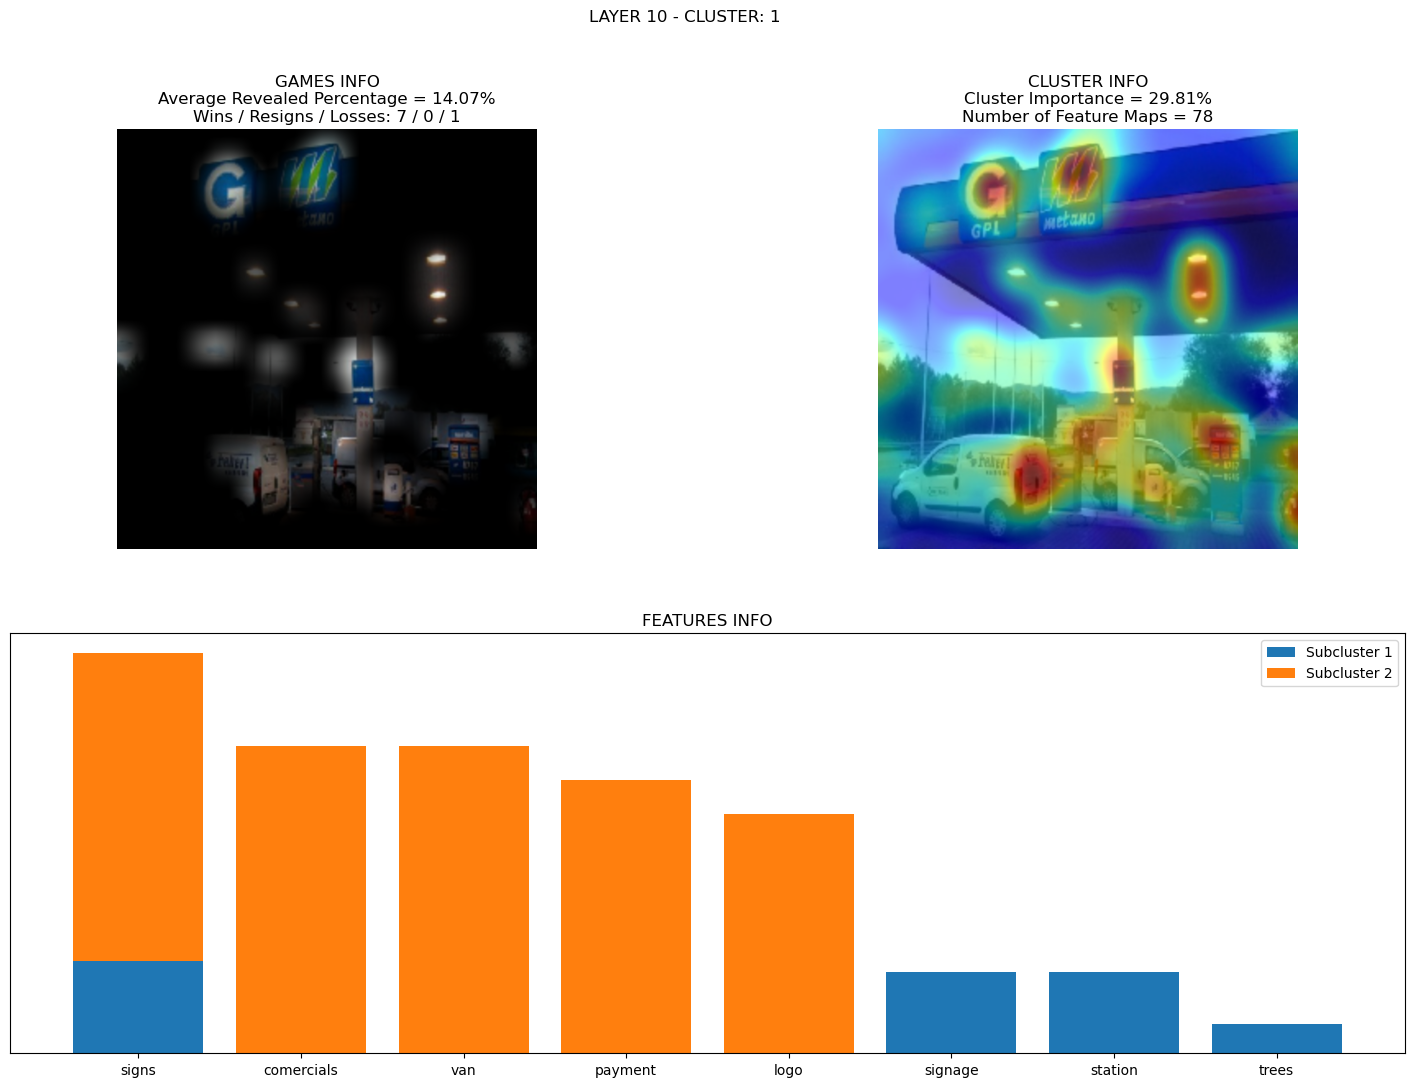 LAYER 10 - CLUSTER: 1
GAMES INFO
Average Revealed Percentage = 14.07%
Wins / Resigns / Losses: 7 / 0 / 1
G
GPL
metano
CLUSTER INFO
Cluster Importance = 29.81%
Number of Feature Maps = 78
G
GPL
metano
FEATURES INFO
Subcluster 1
Subcluster 2
signs
comercials
van
payment
logo
signage
station
trees